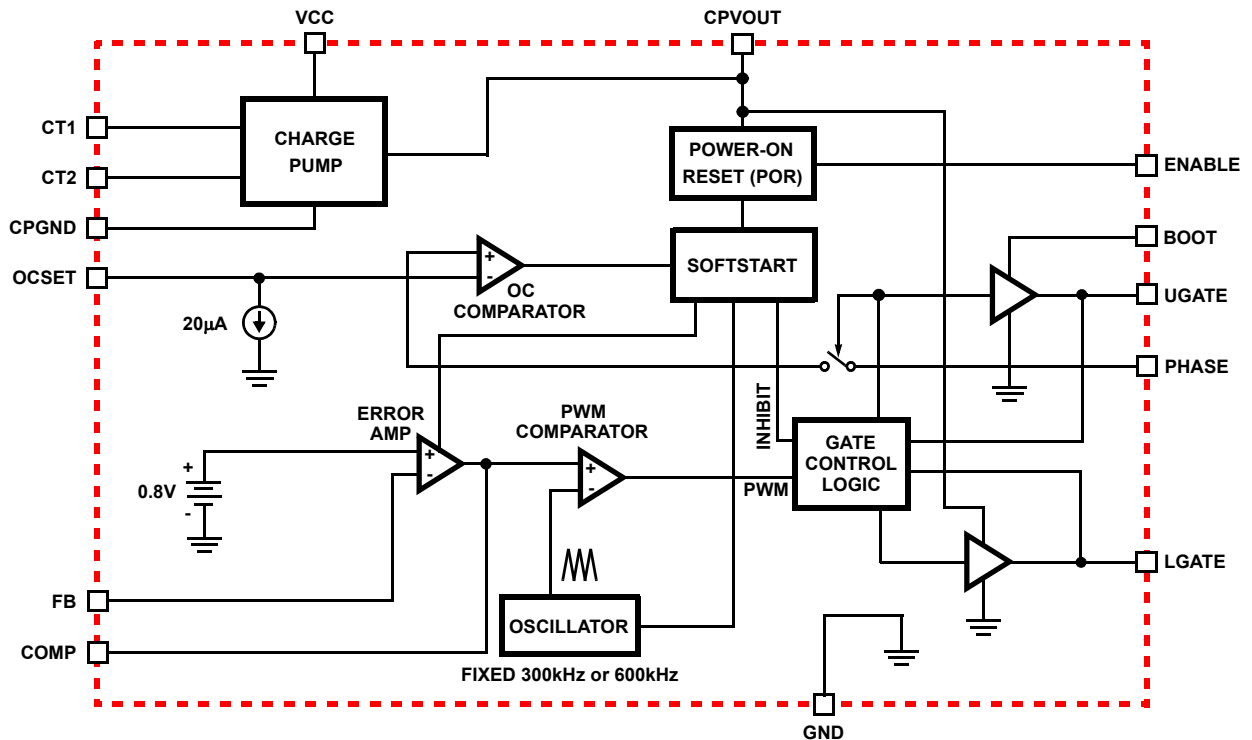 VCC
CPVOUT
CT1
CHARGE
PUMP
CT2
CPGND
POWER-ON
RESET (POR)
ENABLE
OCSET
+
-
OC
COMPARATOR
SOFTSTART
BOOT
UGATE
20μA
PHASE
ERROR
AMP
PWM
COMPARATOR
INHIBIT
+
0.8V
-
+
-
+
-
PWM
GATE
CONTROL
LOGIC
LGATE
FB
OSCILLATOR
COMP
FIXED 300kHz or 600kHz
GND